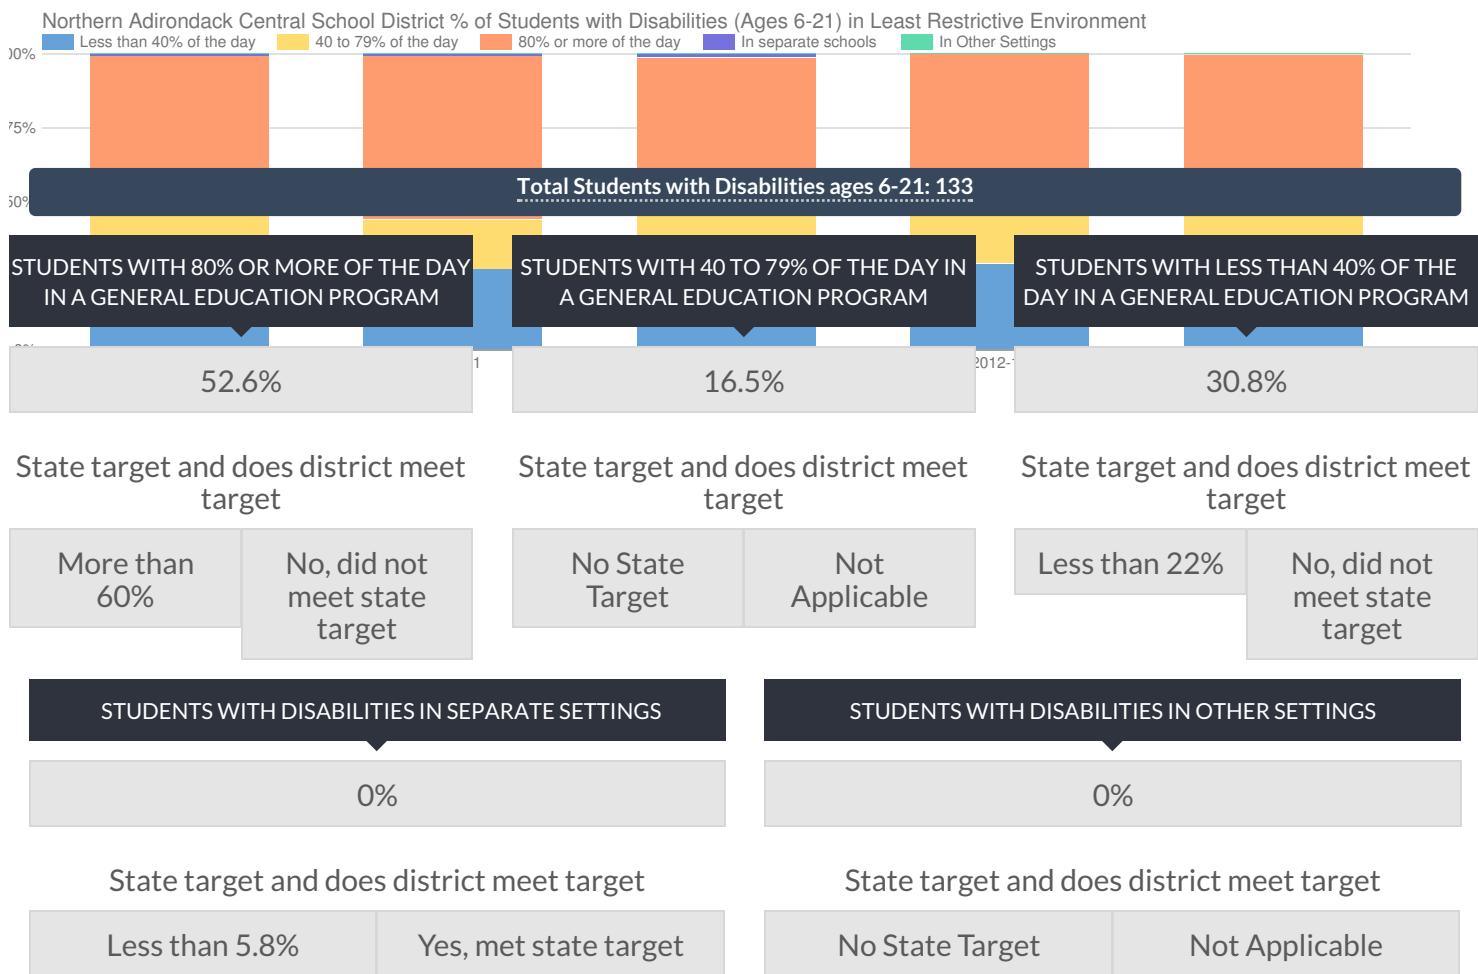 Northern Adirondack Central School District % of Students with Disabilities (Ages 6-21) in Least Restrictive Environment
Less than 40% of the day
40 to 79% of the day
80% or more of the day
In separate schools
In Other Settings
Total Students with Disabilities ages 6-21: 133
STUDENTS WITH 80% OR MORE OF THE DAY
IN A GENERAL EDUCATION PROGRAM
52.6%
State target and does district meet
target
More than
60%
No, did not
meet state
target
STUDENTS WITH 40 TO 79% OF THE DAY IN
A GENERAL EDUCATION PROGRAM
16.5%
State target and does district meet
target
No State
Target
Not
Applicable
STUDENTS WITH LESS THAN 40% OF THE
DAY IN A GENERAL EDUCATION PROGRAM
30.8%
State target and does district meet
target
Less than 22%
No, did not
meet state
target
STUDENTS WITH DISABILITIES IN SEPARATE SETTINGS
0%
State target and does district meet target
Less than 5.8%
Yes, met state target
STUDENTS WITH DISABILITIES IN OTHER SETTINGS
0%
State target and does district meet target
No State Target
Not Applicable